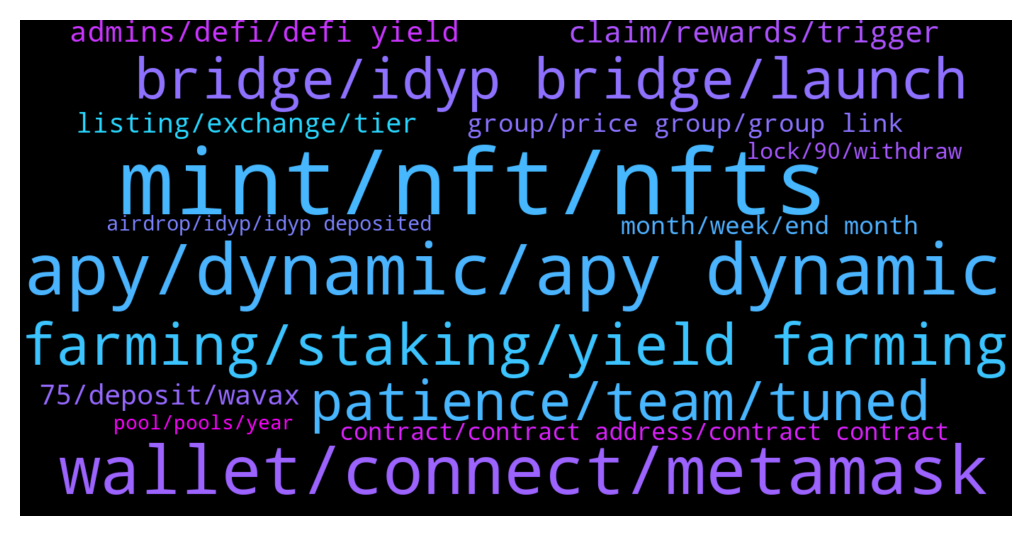 admins/defi/defi yield
claim/rewards/trigger
bridge/idyp bridge/launch
listing/exchange/tier
group/price group/group link
lock/90/withdraw
mint/nft/nfts
airdrop/idyp/idyp deposited
month/week/end month
apy/dynamic/apy dynamic
farming/staking/yield farming
75/deposit/wavax
patience/team/tuned
pool/pools/year
contract/contract address/contract contract
wallet/connect/metamask